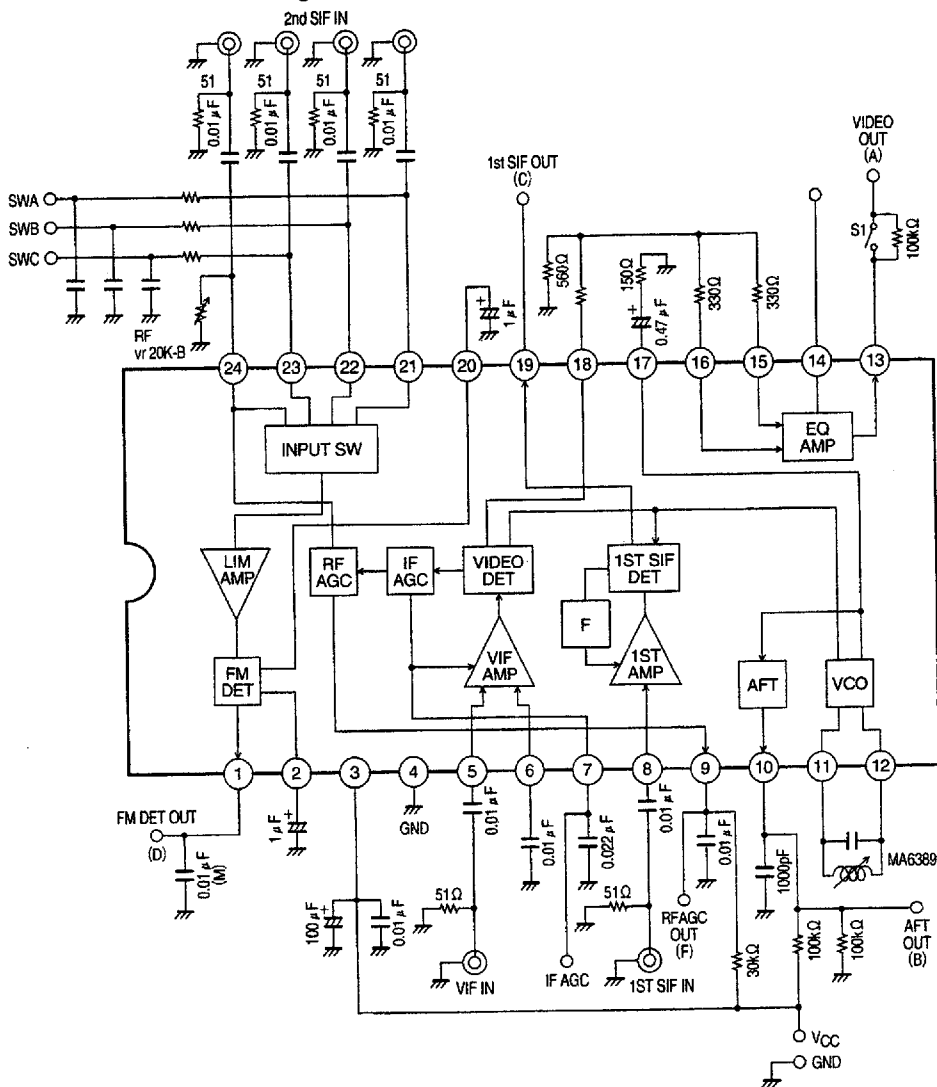 2nd SIF IN
51
0.01μF
51
0.01μF
51
0.01μF
51
0.01μF
SWA
SWB
SWC
RF
vr 20K-B
1μF
+
1st SIF OUT
(C)
560Ω
150Ω
+
0.47μF
330Ω
330Ω
VIDEO
OUT
(A)
S1
100kΩ
24
23
22
21
20
19
18
17
16
15
14
13
INPUT SW
EQ
AMP
LIM
AMP
RF
AGC
IF
AGC
VIDEO
DET
1ST SIF
DET
F
VIF
AMP
1ST
AMP
FM
DET
AFT
VCO
1
2
3
4
5
6
7
8
9
10
11
12
FM DET OUT
(D)
0.01μF
(M)
1μF
+
GND
100μF
+
0.01μF
0.01μF
51Ω
VIF IN
0.01μF
0.022μF
IF AGC
0.01μF
51Ω
1ST SIF IN
0.01μF
RFAGC
OUT
(F)
30kΩ
1000pF
100kΩ
100kΩ
MA6389
AFT
OUT
(B)
VCC
GND